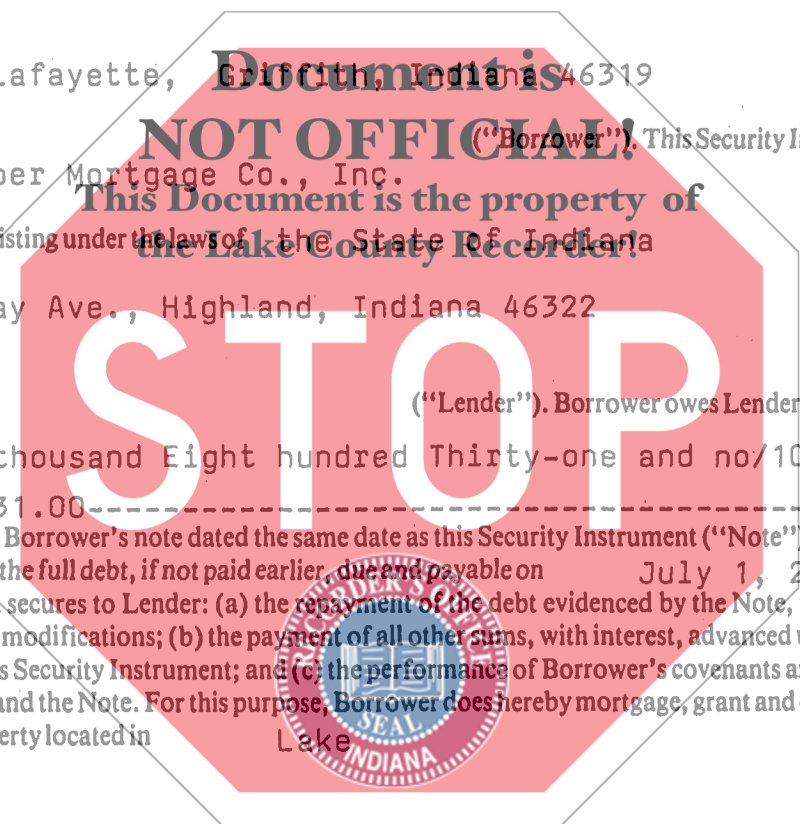 Lafayette, Griffith, Indiana 46319
Document is
NOT OFFICIAL!
("Borrower"). This Security I
per Mortgage Co., Inc.
This Document is the property of
isting under the laws of the State of Indiana
the Lake County Recorder!
ay Ave., Highland, Indiana 46322
STOP
("Lender"). Borrower owes Lender
thousand Eight hundred Thirty-one and no/10
31.00
Borrower's note dated the same date as this Security Instrument ("Note")
the full debt, if not paid earlier, due and payable on July 1, 2
secures to Lender: (a) the repayment of the debt evidenced by the Note,
modifications; (b) the payment of all other sums, with interest, advanced
s Security Instrument; and (c) the performance of Borrower's covenants a
and the Note. For this purpose, Borrower does hereby mortgage, grant and
erty located in Lake
RECORDER'S OFFICE
SEAL
INDIANA